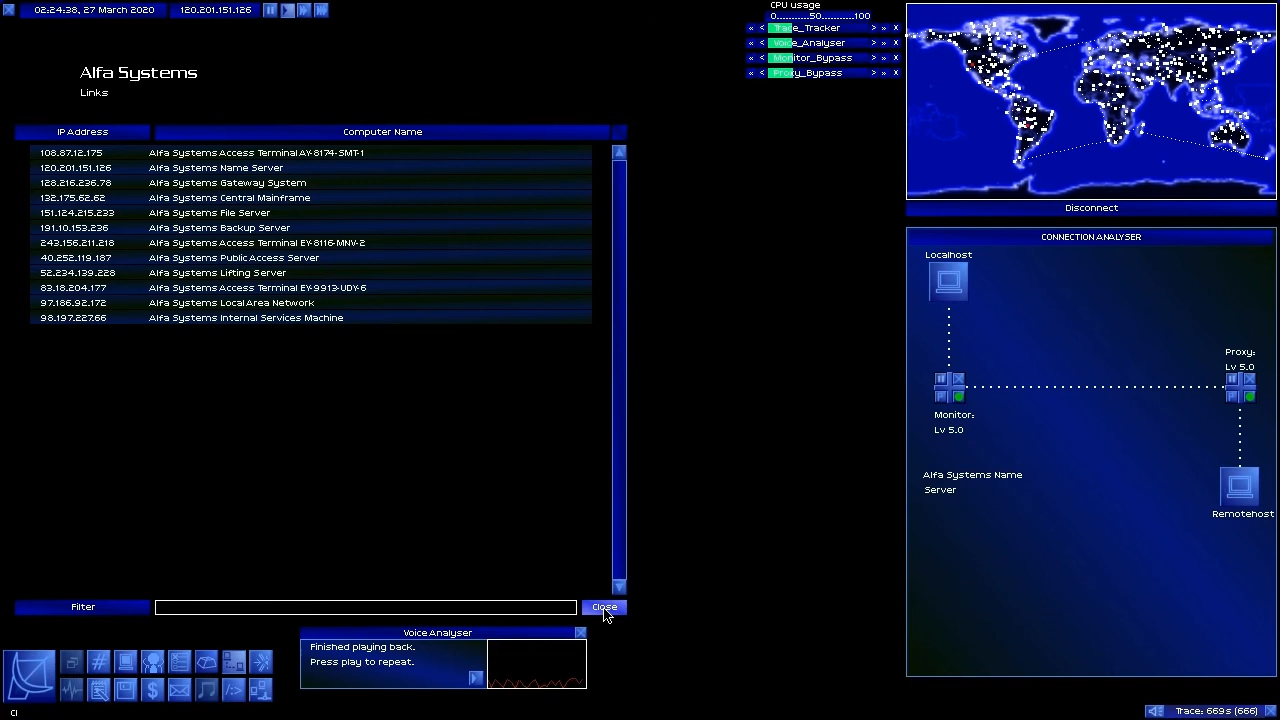 02:24:38, 27 March 2020 120.201.151.126
CPU usage
0..........50..........100
« < Trace_Tracker > » x
« < Voice_Analyser > » x
« < Monitor_Bypass > » x
« < Proxy_Bypass > » x
Alfa Systems
Links
IP Address Computer Name
108.87.12.175 Alfa Systems Access Terminal AY-8174-SMT-1
120.201.151.126 Alfa Systems Name Server
128.216.236.78 Alfa Systems Gateway System
132.175.62.62 Alfa Systems Central Mainframe
151.124.215.233 Alfa Systems File Server
191.10.153.236 Alfa Systems Backup Server
243.156.211.218 Alfa Systems Access Terminal EY-8116-MNV-2
40.252.119.187 Alfa Systems Public Access Server
52.234.139.228 Alfa Systems Lifting Server
83.18.204.177 Alfa Systems Access Terminal EY-9913-UDY-6
97.186.92.172 Alfa Systems Local Area Network
98.197.227.66 Alfa Systems Internal Services Machine
Filter Close
Disconnect
CONNECTION ANALYSER
Localhost
Proxy:
Lv 5.0
Monitor:
Lv 5.0
Alfa Systems Name
Server
Remotehost
Voice Analyser
Finished playing back.
Press play to repeat.
Trace: 669s (666)